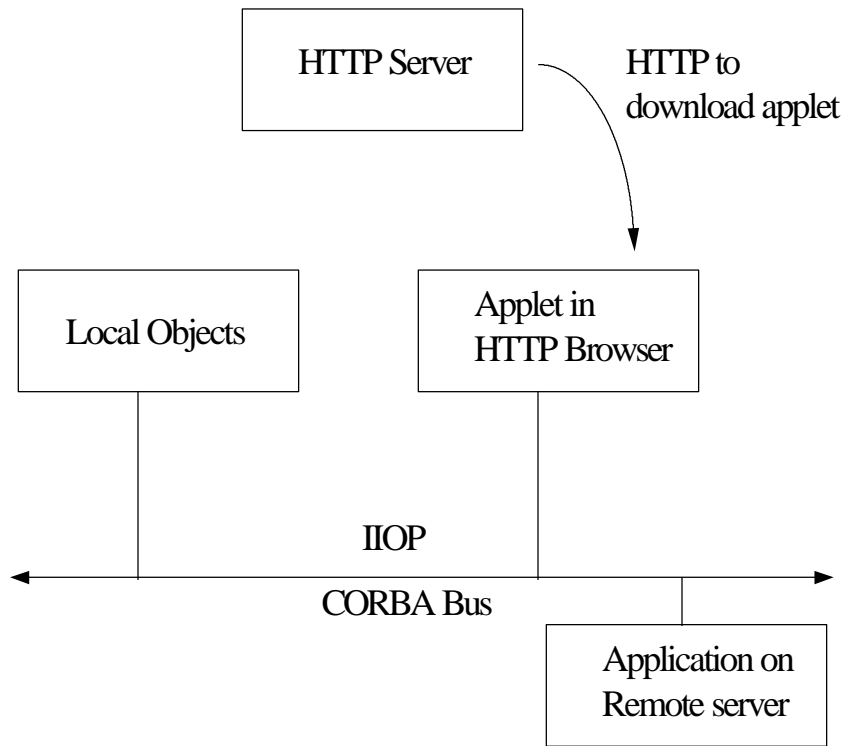 HTTP Server
HTTP to
download applet
Local Objects
Applet in
HTTP Browser
IIOP
CORBA Bus
Application on
Remote server